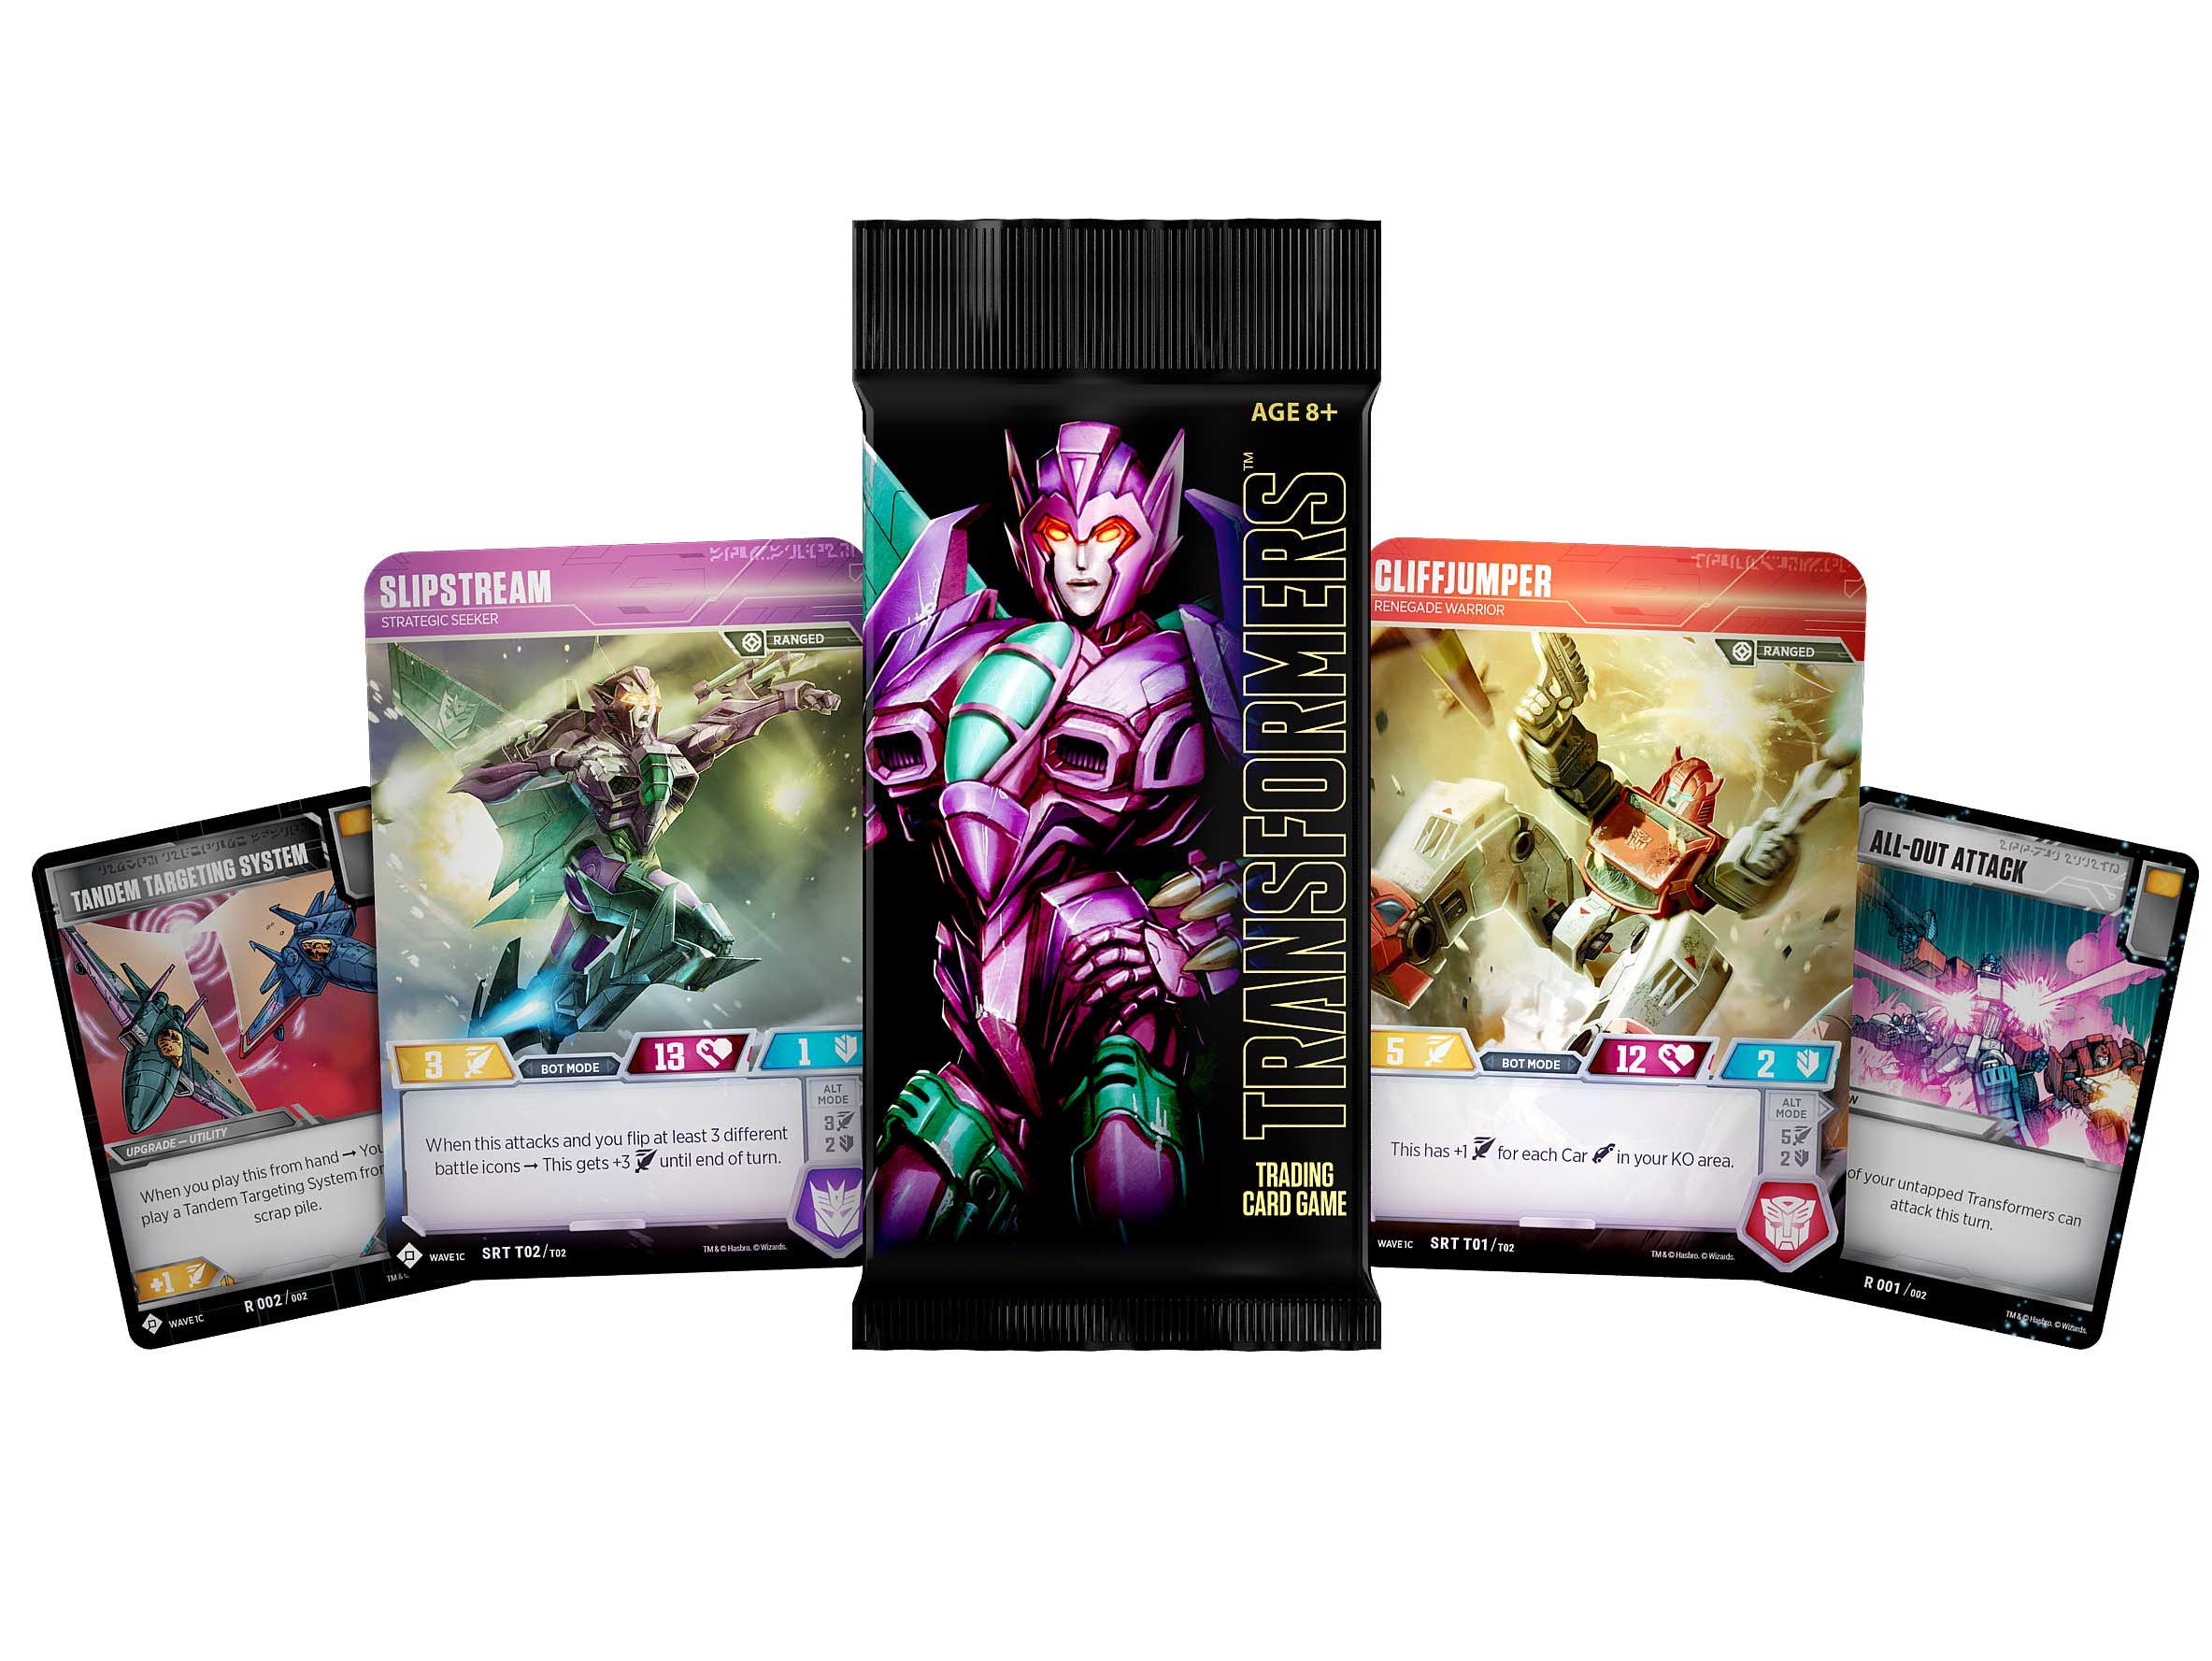 TANDEM TARGETING SYSTEM
UPGRADE – UTILITY
When you play this from hand → You
play a Tandem Targeting System from
scrap pile.
+1
R 002/002
WAVE 1C
TM & ©
SLIPSTREAM
STRATEGIC SEEKER
RANGED
3
BOT MODE
13
1
ALT
MODE
3
2
When this attacks and you flip at least 3 different
battle icons → This gets +3 until end of turn.
WAVE 1C
SRT T02/T02
TM & © Hasbro. © Wizards.
AGE 8+
TRANSFORMERS™
TRADING
CARD GAME
CLIFFJUMPER
RENEGADE WARRIOR
RANGED
5
BOT MODE
12
2
ALT
MODE
5
2
This has +1 for each Car in your KO area.
WAVE 1C
SRT T01/T02
TM & © Hasbro. © Wizards.
ALL-OUT ATTACK
of your untapped Transformers can
attack this turn.
R 001/002
TM & © Hasbro. © Wizards.